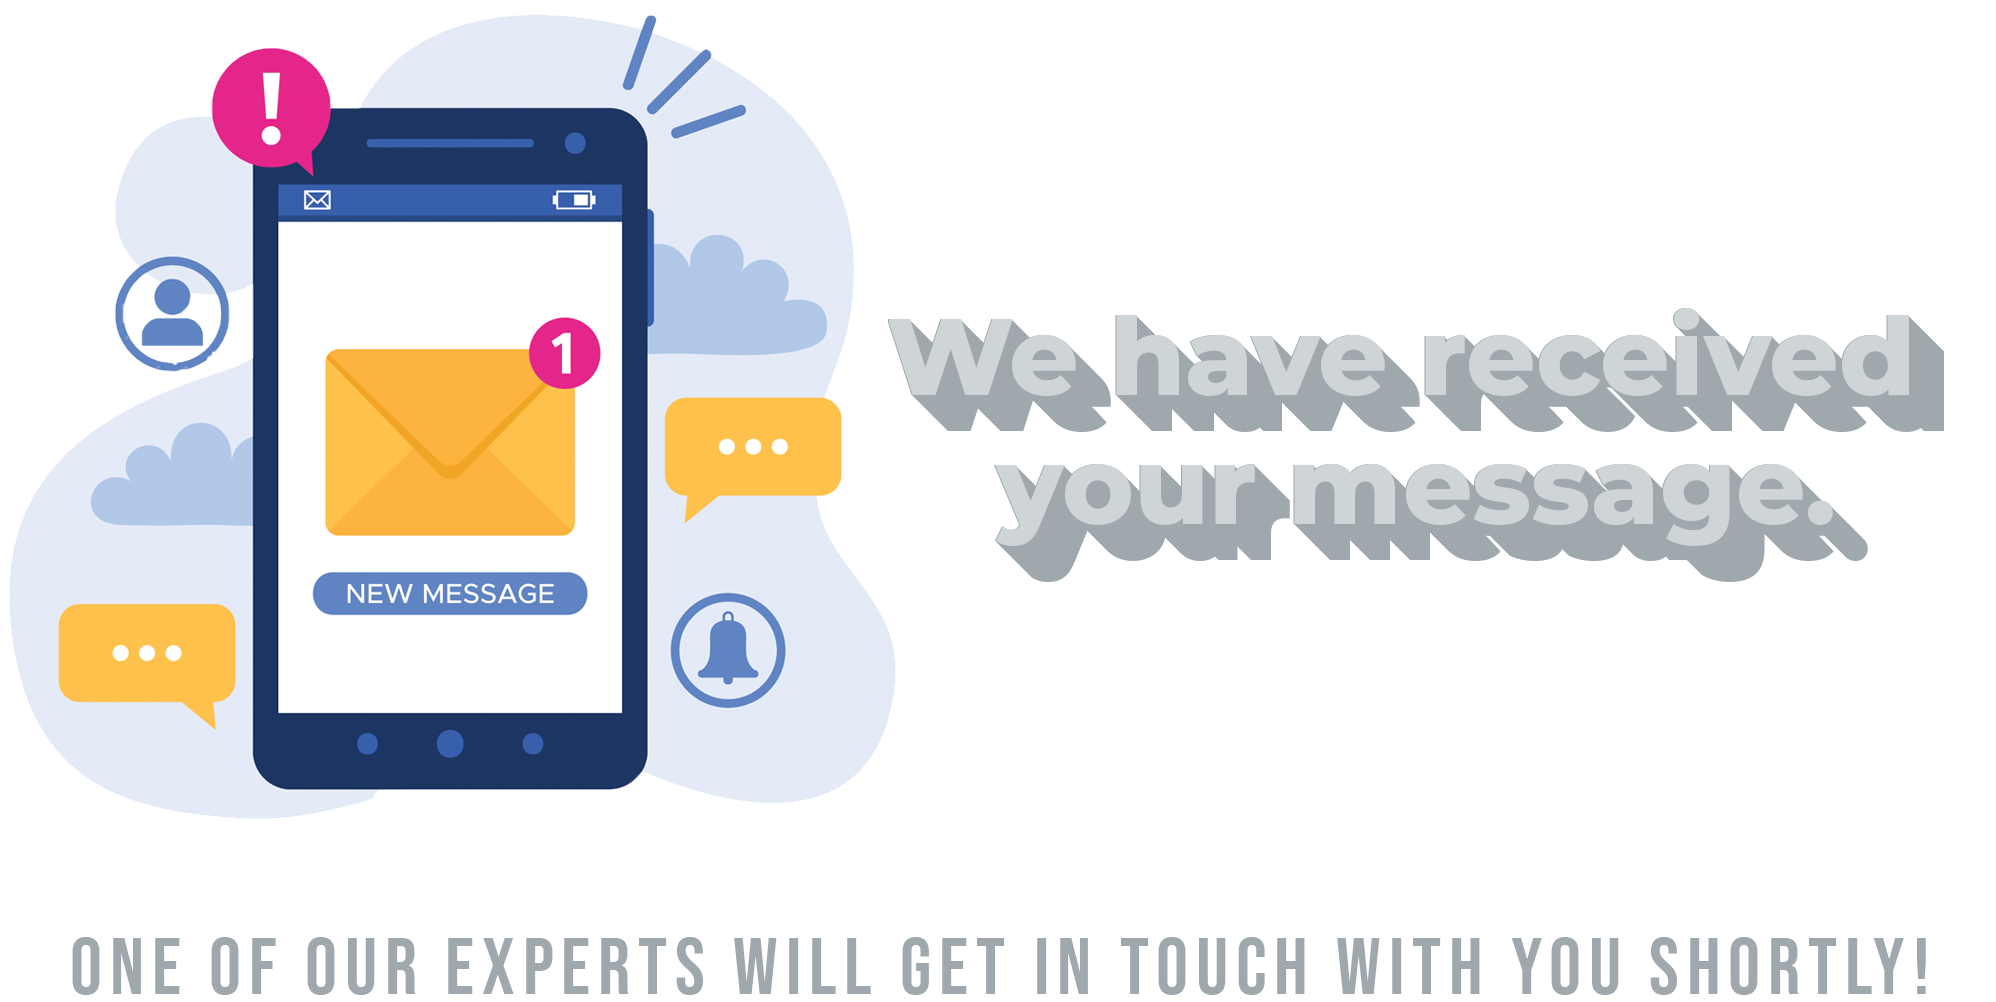 !
1
NEW MESSAGE
We have received
your message.
ONE OF OUR EXPERTS WILL GET IN TOUCH WITH YOU SHORTLY!